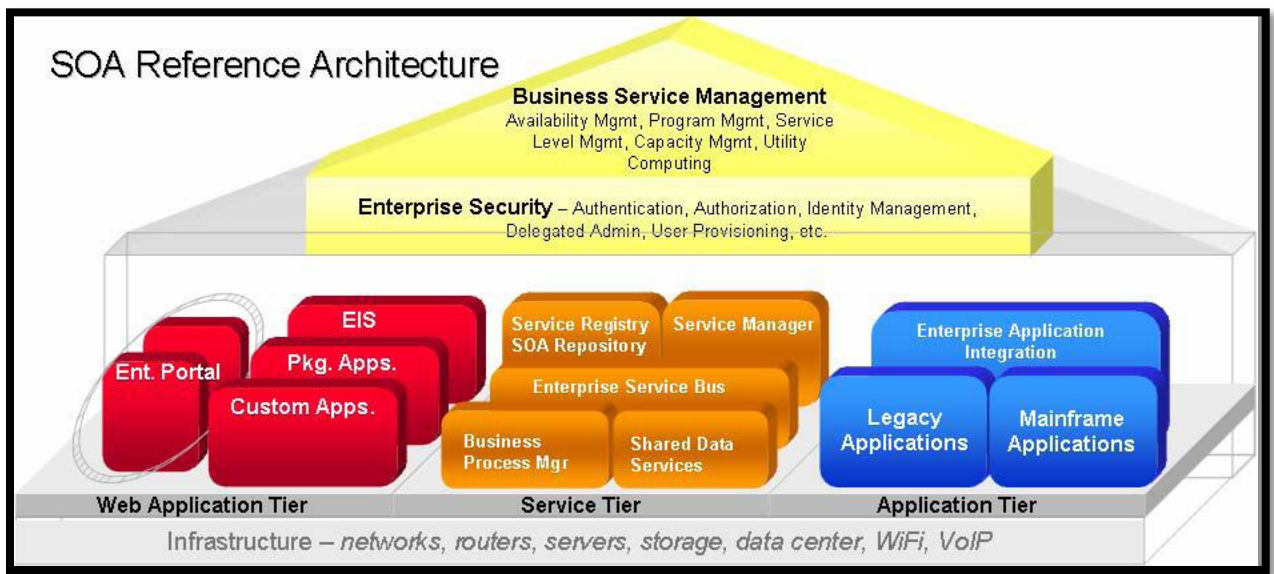 SOA Reference Architecture
Business Service Management
Availability Mgmt, Program Mgmt, Service
Level Mgmt, Capacity Mgmt, Utility
Computing
Enterprise Security – Authentication, Authorization, Identity Management,
Delegated Admin, User Provisioning, etc.
EIS
Pkg. Apps.
Ent. Portal
Custom Apps.
Service Registry
SOA Repository
Service Manager
Enterprise Service Bus
Business
Process Mgr
Shared Data
Services
Enterprise Application
Integration
Legacy
Applications
Mainframe
Applications
Web Application Tier
Service Tier
Application Tier
Infrastructure – networks, routers, servers, storage, data center, WiFi, VoIP